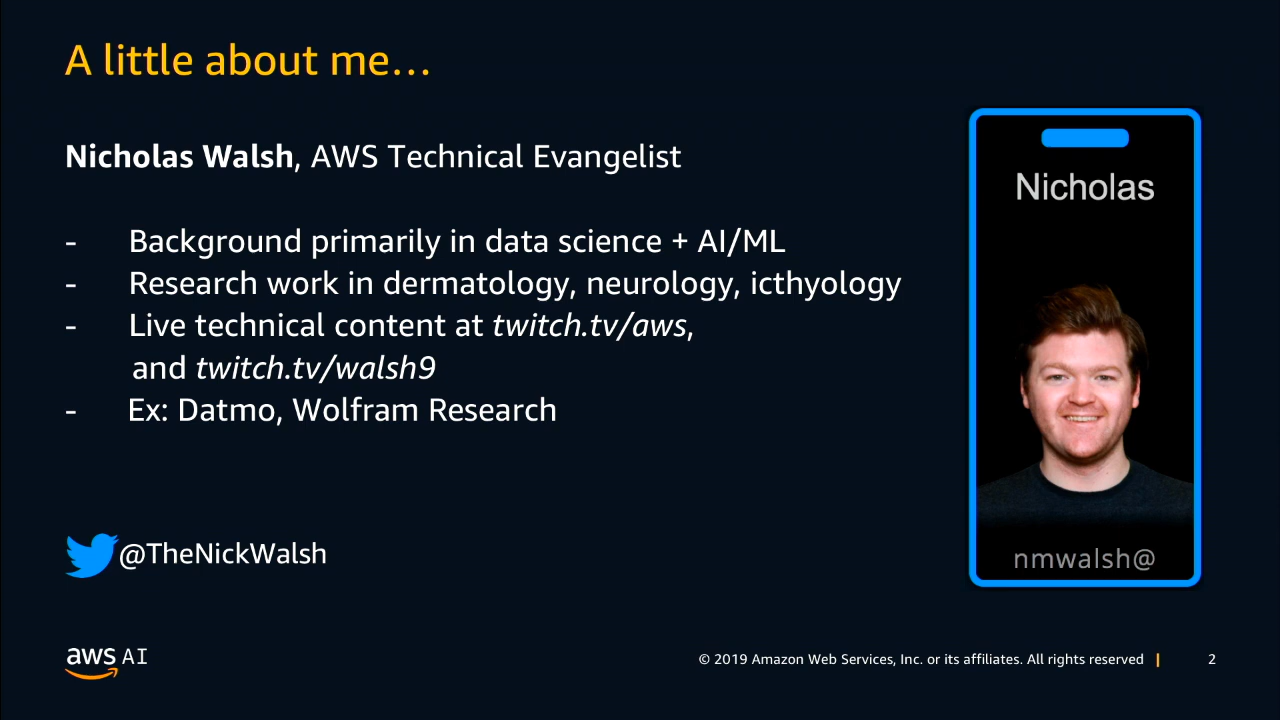 A little about me…
Nicholas Walsh, AWS Technical Evangelist
- Background primarily in data science + AI/ML
- Research work in dermatology, neurology, icthyology
- Live technical content at twitch.tv/aws,
and twitch.tv/walsh9
- Ex: Datmo, Wolfram Research
@TheNickWalsh
Nicholas
nmwalsh@
aws AI
© 2019 Amazon Web Services, Inc. or its affiliates. All rights reserved | 2